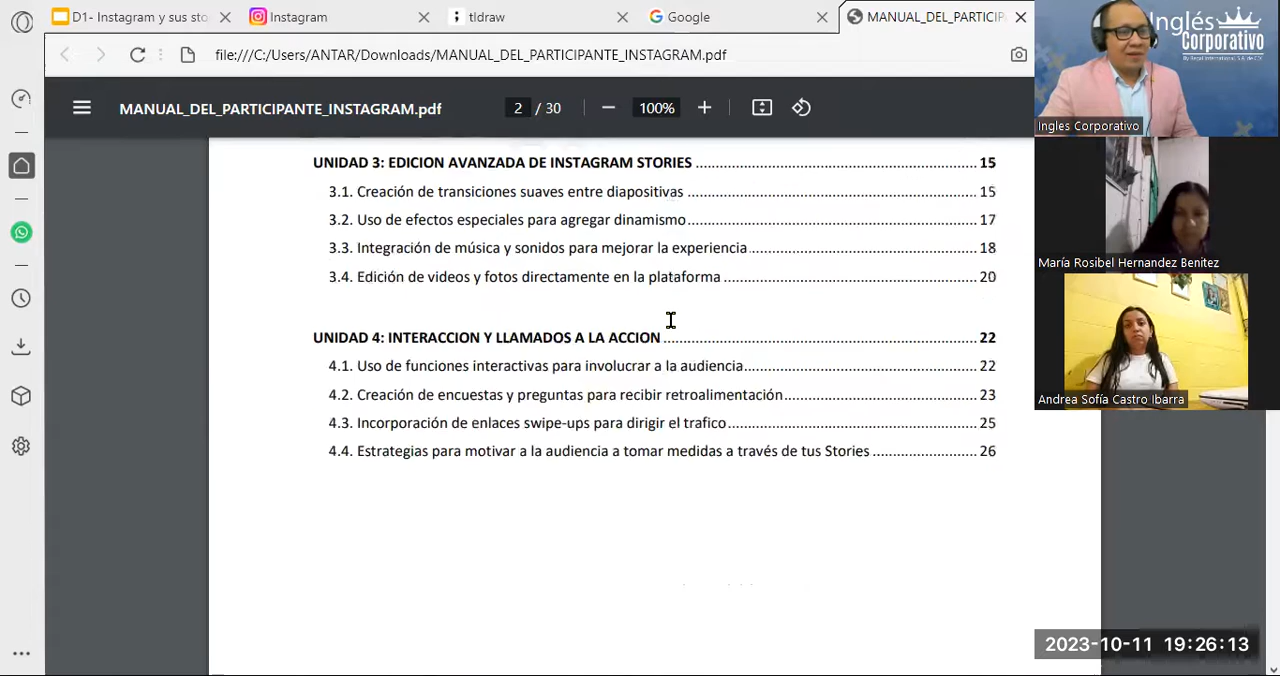 D1- Instagram y sus sto
Instagram
tldraw
Google
MANUAL_DEL_PARTICIP
file:///C:/Users/ANTAR/Downloads/MANUAL_DEL_PARTICIPANTE_INSTAGRAM.pdf
MANUAL_DEL_PARTICIPANTE_INSTAGRAM.pdf
2 / 30
100%
UNIDAD 3: EDICION AVANZADA DE INSTAGRAM STORIES 15
3.1. Creación de transiciones suaves entre diapositivas 15
3.2. Uso de efectos especiales para agregar dinamismo 17
3.3. Integración de música y sonidos para mejorar la experiencia 18
3.4. Edición de videos y fotos directamente en la plataforma 20
UNIDAD 4: INTERACCION Y LLAMADOS A LA ACCION 22
4.1. Uso de funciones interactivas para involucrar a la audiencia 22
4.2. Creación de encuestas y preguntas para recibir retroalimentación 23
4.3. Incorporación de enlaces swipe-ups para dirigir el trafico 25
4.4. Estrategias para motivar a la audiencia a tomar medidas a través de tus Stories 26
Inglés
Corporativo
By Regal International, S.A. de C.V.
Ingles Corporativo
María Rosibel Hernandez Benítez
Andrea Sofía Castro Ibarra
2023-10-11 19:26:13